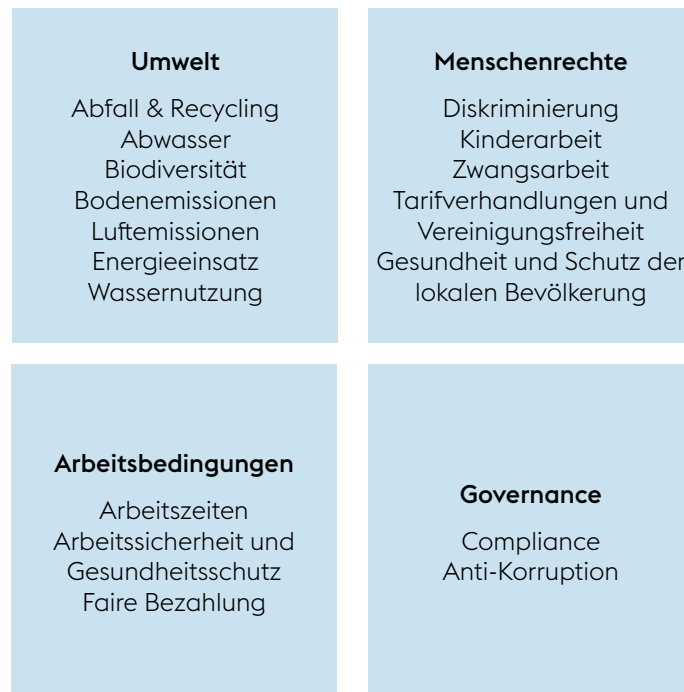 Umwelt
Abfall & Recycling
Abwasser
Biodiversität
Bodenemissionen
Luftemissionen
Energieeinsatz
Wassernutzung
Menschenrechte
Diskriminierung
Kinderarbeit
Zwangsarbeit
Tarifverhandlungen und
Vereinigungsfreiheit
Gesundheit und Schutz der
lokalen Bevölkerung
Arbeitsbedingungen
Arbeitszeiten
Arbeitssicherheit und
Gesundheitsschutz
Faire Bezahlung
Governance
Compliance
Anti-Korruption